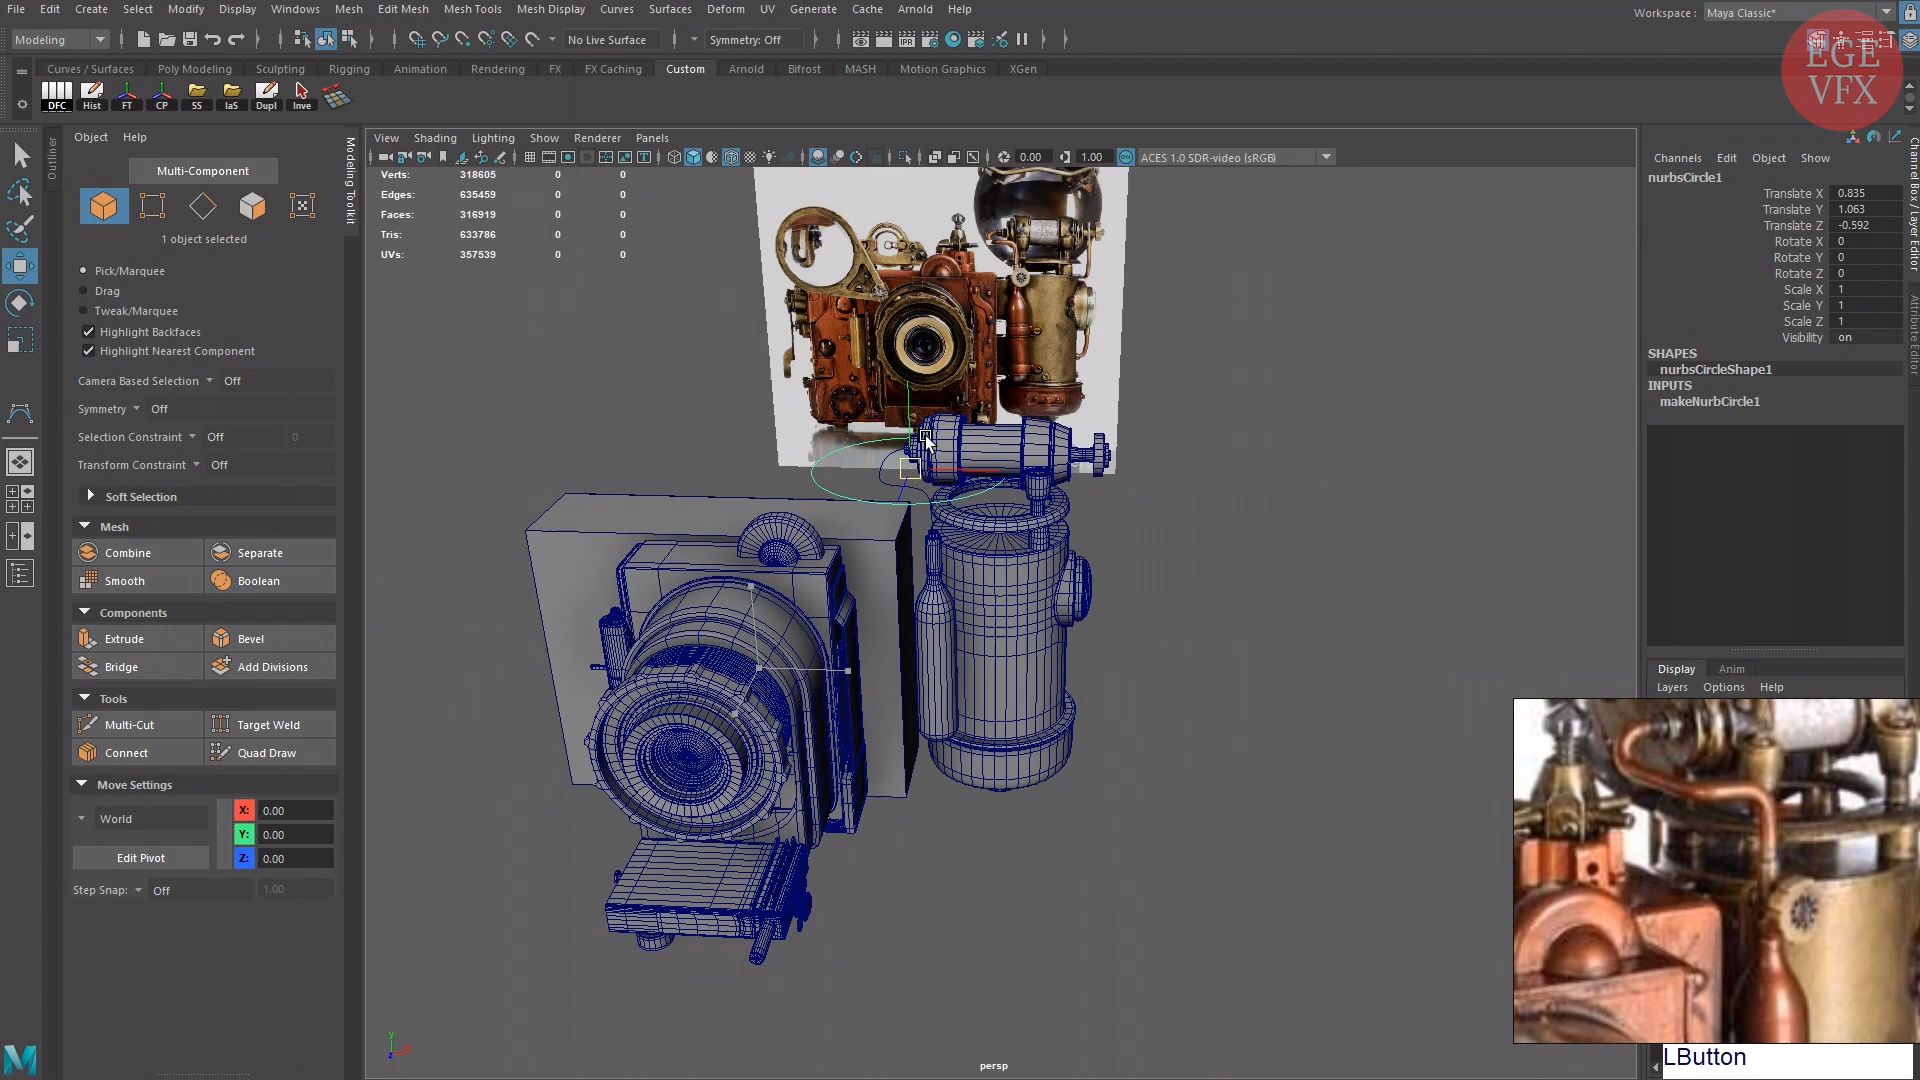 File Edit Create Select Modify Display Windows Mesh Edit Mesh Mesh Tools Mesh Display Curves Surfaces Deform UV Generate Cache Arnold Help
Workspace : Maya Classic*
Modeling
No Live Surface
Symmetry: Off
EGE
VFX
Curves / Surfaces Poly Modeling Sculpting Rigging Animation Rendering FX FX Caching Custom Arnold Bifrost MASH Motion Graphics XGen
DFC Hist FT CP SS IaS Dupl Inve
IPR
Object Help
Outliner
Modeling Toolkit
Multi-Component
1 object selected
Pick/Marquee
Drag
Tweak/Marquee
Highlight Backfaces
Highlight Nearest Component
Camera Based Selection Off
Symmetry Off
Selection Constraint Off 0
Transform Constraint Off
Soft Selection
Mesh
Combine Separate
Smooth Boolean
Components
Extrude Bevel
Bridge Add Divisions
Tools
Multi-Cut Target Weld
Connect Quad Draw
Move Settings
World
X: 0.00
Y: 0.00
Edit Pivot
Z: 0.00
Step Snap: Off 1.00
View Shading Lighting Show Renderer Panels
0.00 1.00 ACES 1.0 SDR-video (sRGB)
Verts: 318605 0 0
Edges: 635459 0 0
Faces: 316919 0 0
Tris: 633786 0 0
UVs: 357539 0 0
persp
Channels Edit Object Show
nurbsCircle1
Translate X 0.835
Translate Y 1.063
Translate Z -0.592
Rotate X 0
Rotate Y 0
Rotate Z 0
Scale X 1
Scale Y 1
Scale Z 1
Visibility on
SHAPES
nurbsCircleShape1
INPUTS
makeNurbCircle1
Channel Box / Layer Editor
Attribute Editor
Display Anim
Layers Options Help
LButton